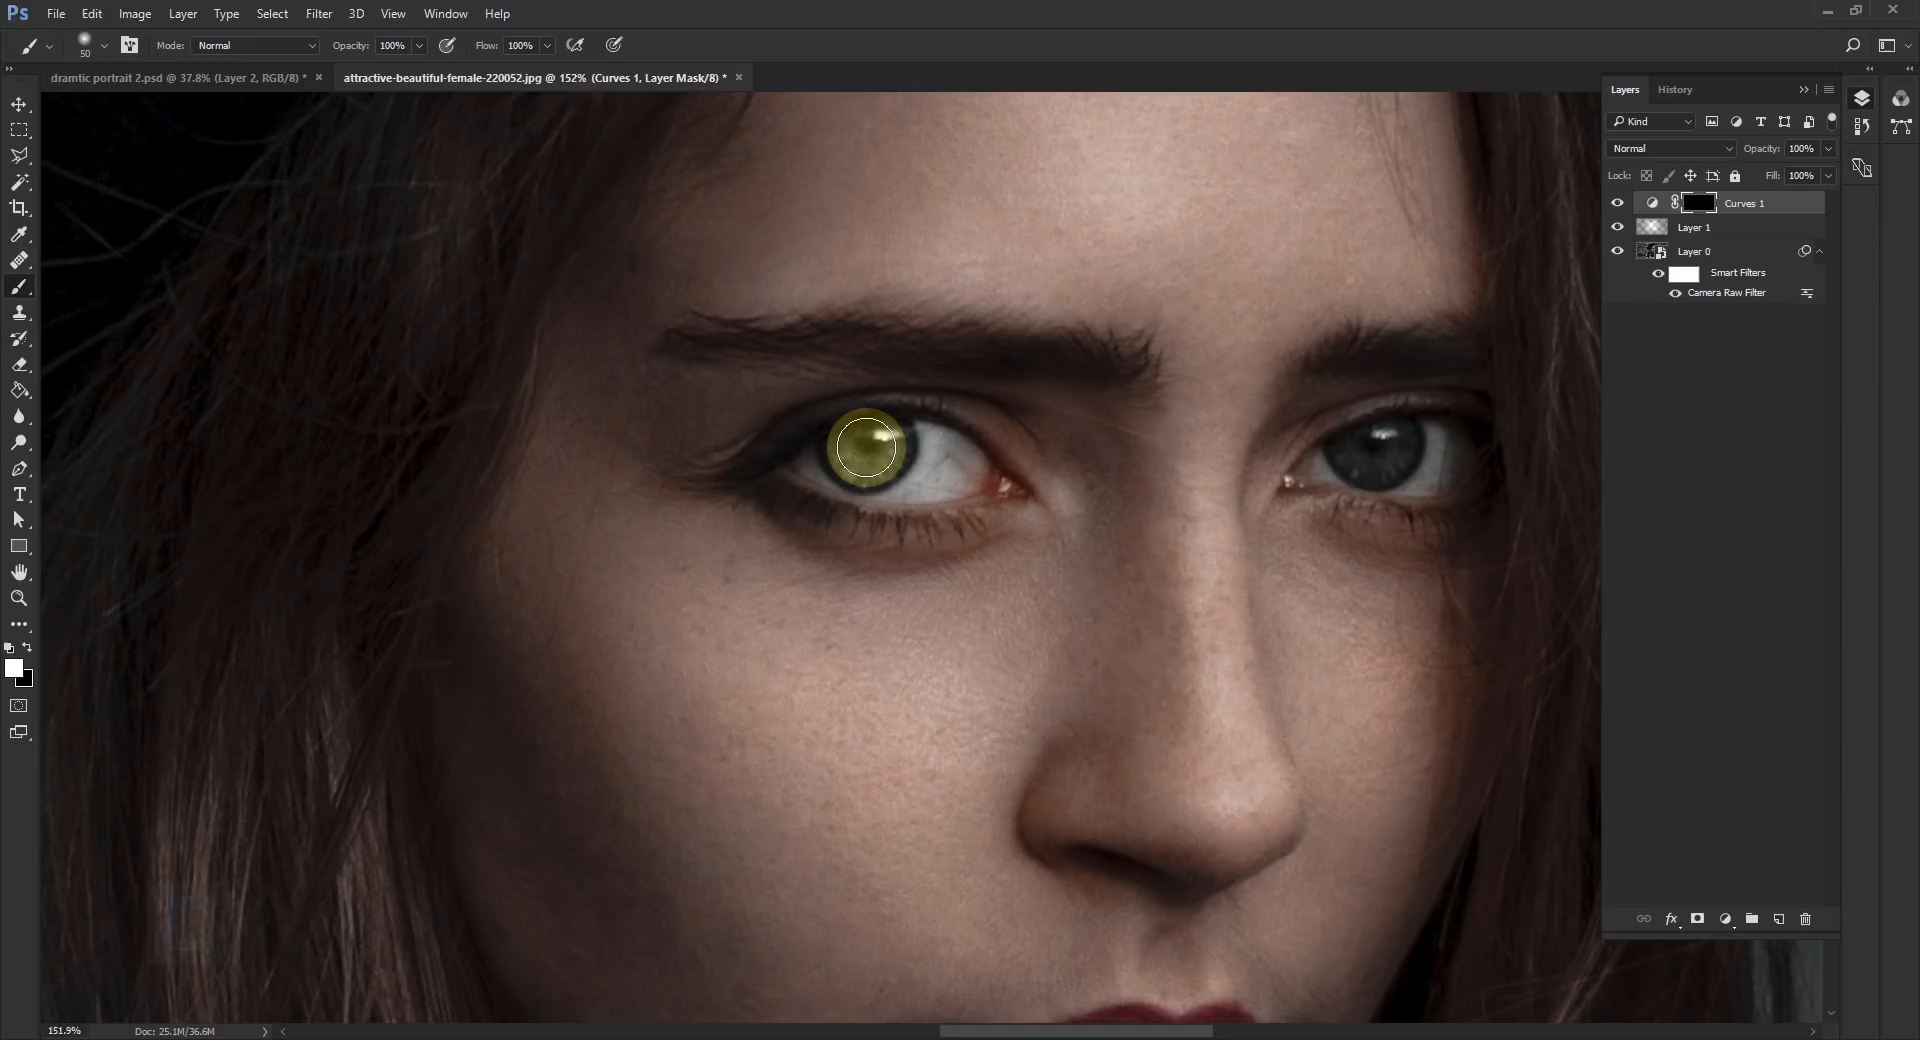 Ps File Edit Image Layer Type Select Filter 3D View Window Help
50 Mode: Normal Opacity: 100% Flow: 100%
dramtic portrait 2.psd @ 37.8% (Layer 2, RGB/8) * × attractive-beautiful-female-220052.jpg @ 152% (Curves 1, Layer Mask/8) * ×
Layers History
Kind
Normal Opacity: 100%
Lock: Fill: 100%
Curves 1
Layer 1
Layer 0
Smart Filters
Camera Raw Filter
fx
151.9% Doc: 25.1M/36.6M